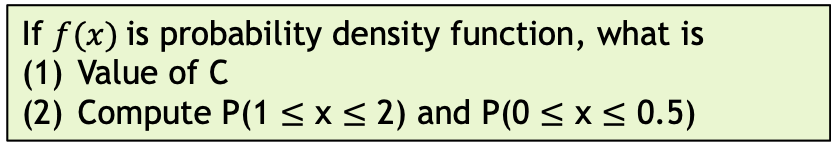 If f(x) is probability density function, what is
(1) Value of C
(2) Compute P(1 ≤ x ≤ 2) and P(0 ≤ x ≤ 0.5)